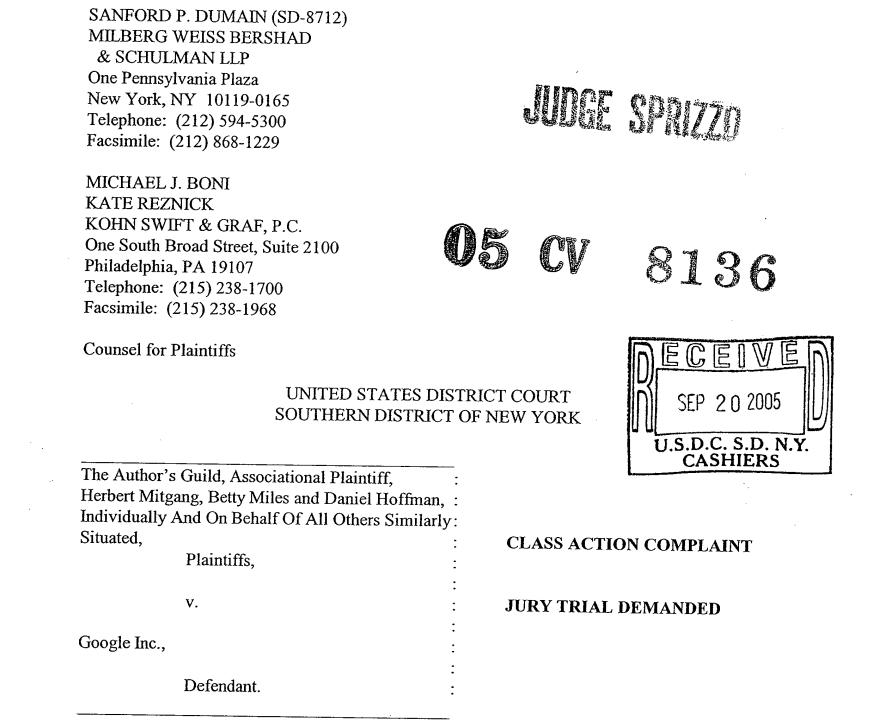 SANFORD P. DUMAIN (SD-8712)
MILBERG WEISS BERSHAD
& SCHULMAN LLP
One Pennsylvania Plaza
New York, NY 10119-0165
Telephone: (212) 594-5300
Facsimile: (212) 868-1229
JUDGE SPRIZZO
MICHAEL J. BONI
KATE REZNICK
KOHN SWIFT & GRAF, P.C.
One South Broad Street, Suite 2100
Philadelphia, PA 19107
Telephone: (215) 238-1700
Facsimile: (215) 238-1968
05 CV 8136
Counsel for Plaintiffs
RECEIVED
SEP 20 2005
U.S.D.C. S.D. N.Y.
CASHIERS
UNITED STATES DISTRICT COURT
SOUTHERN DISTRICT OF NEW YORK
The Author's Guild, Associational Plaintiff, :
Herbert Mitgang, Betty Miles and Daniel Hoffman, :
Individually And On Behalf Of All Others Similarly :
Situated, :
Plaintiffs, :
:
v. :
:
Google Inc., :
:
Defendant. :
CLASS ACTION COMPLAINT
JURY TRIAL DEMANDED